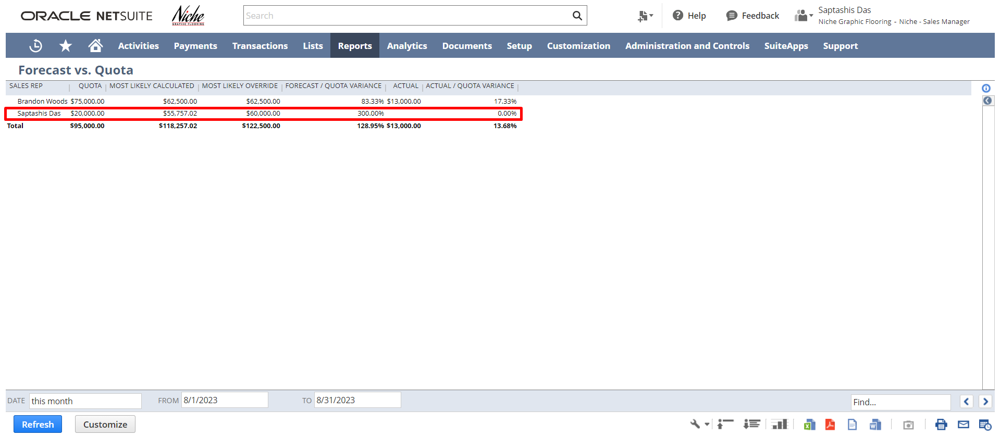 ORACLE NETSUITE
Niche
GRAPHIC FLOORING
Search
Help
Feedback
Saptashis Das
Niche Graphic Flooring - Niche - Sales Manager
Activities Payments Transactions Lists Reports Analytics Documents Setup Customization Administration and Controls SuiteApps Support
Forecast vs. Quota
SALES REP QUOTA MOST LIKELY CALCULATED MOST LIKELY OVERRIDE FORECAST / QUOTA VARIANCE ACTUAL ACTUAL / QUOTA VARIANCE
Brandon Woods $75,000.00 $62,500.00 $62,500.00 83.33% $13,000.00 17.33%
Saptashis Das $20,000.00 $55,757.02 $60,000.00 300.00% 0.00%
Total $95,000.00 $118,257.02 $122,500.00 128.95% $13,000.00 13.68%
DATE this month FROM 8/1/2023 TO 8/31/2023 Find...
Refresh Customize